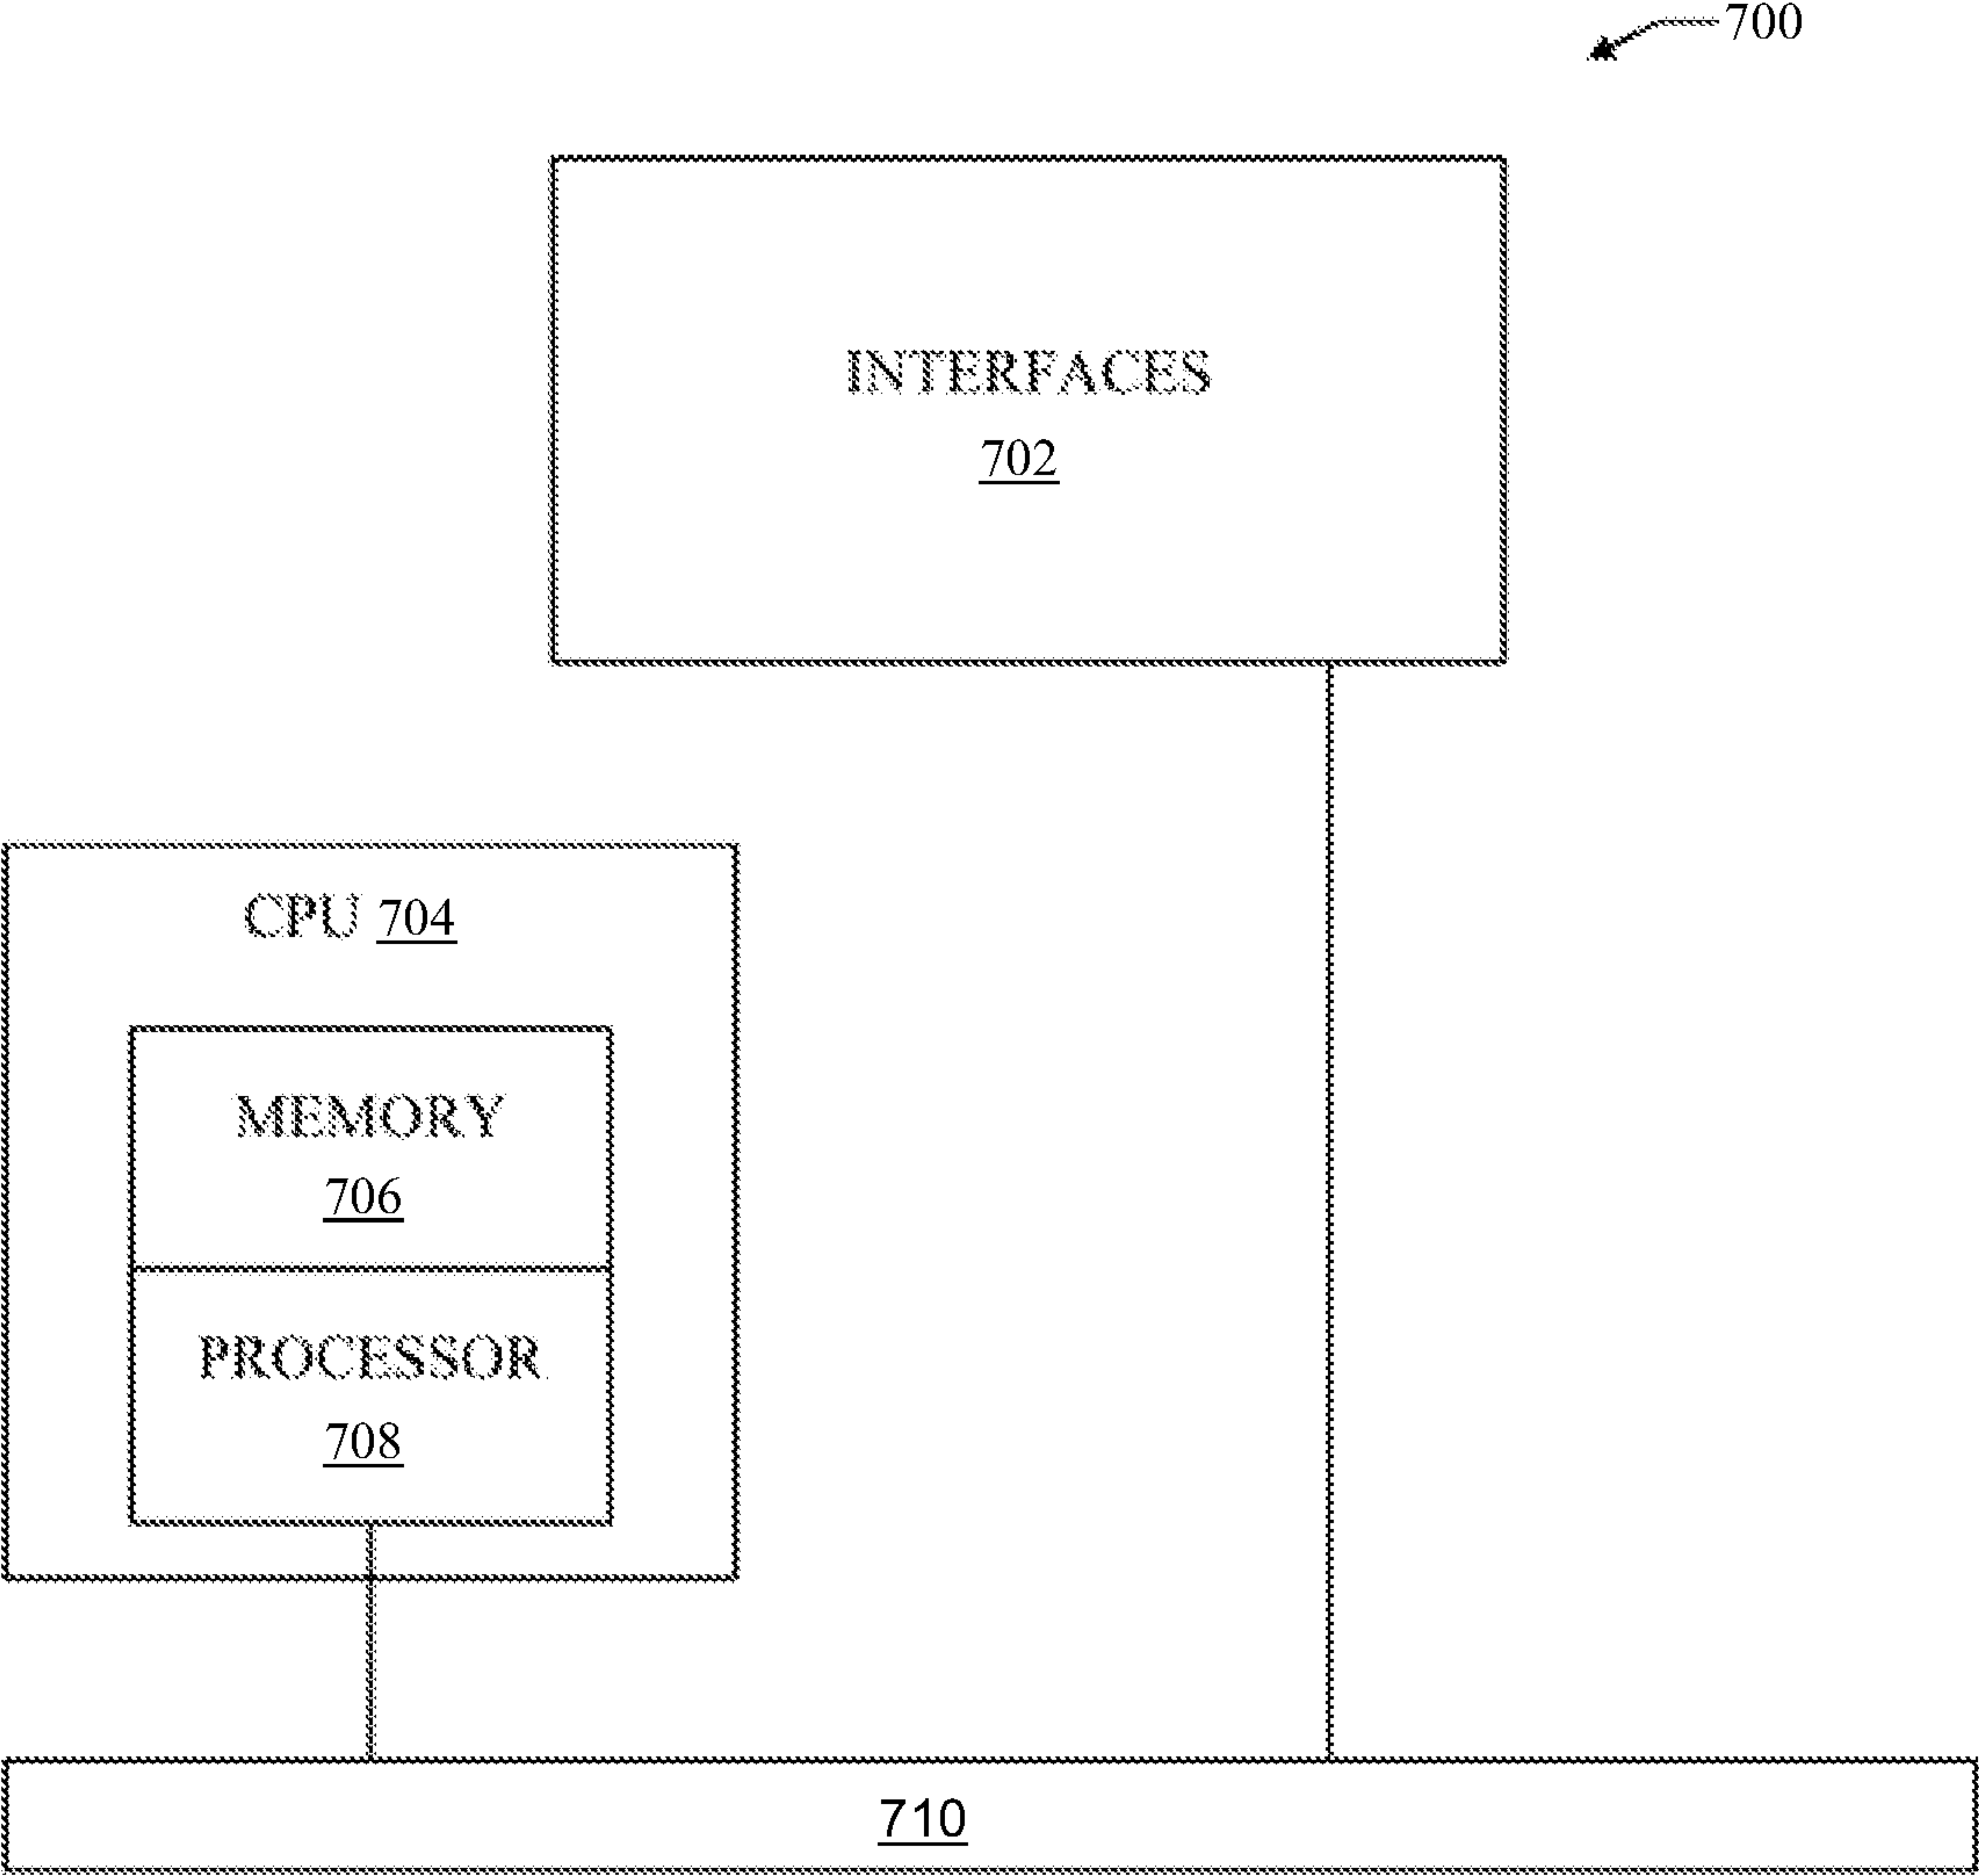 700
INTERFACES
702
CPU 704
MEMORY
706
PROCESSOR
708
710